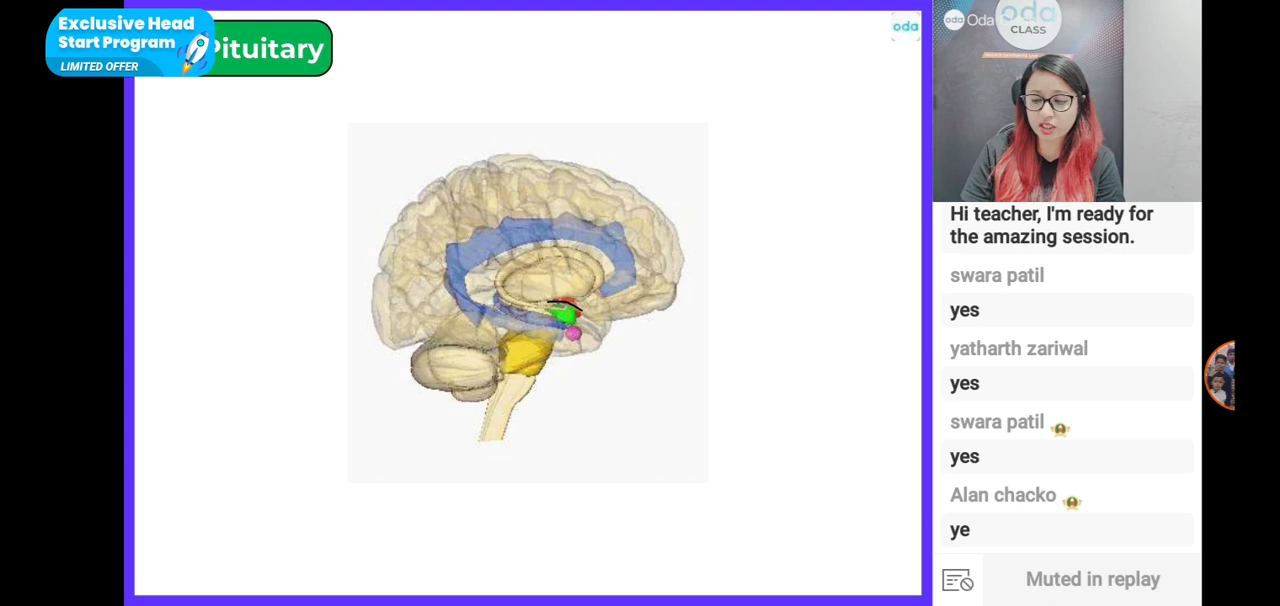 Exclusive Head
Start Program
LIMITED OFFER
Pituitary
oda
oda Oda
oda
CLASS
Hi teacher, I'm ready for
the amazing session.
swara patil
yes
yatharth zariwal
yes
swara patil
yes
Alan chacko
ye
Muted in replay